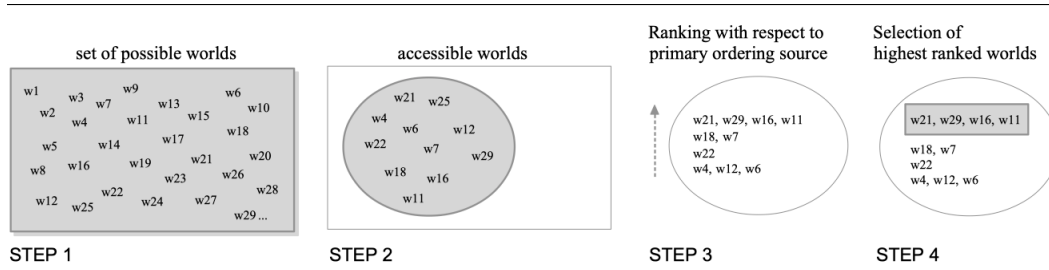 set of possible worlds
w1 w3 w7 w9 w13 w6 w10
w2 w4 w11 w15 w18
w5 w14 w17
w8 w16 w19 w21 w20
w23 w26
w12 w25 w22 w24 w27 w28
w29 ...
STEP 1
accessible worlds
w21 w25
w4 w6 w12
w22 w7 w29
w18 w16
w11
STEP 2
Ranking with respect to
primary ordering source
w21, w29, w16, w11
w18, w7
w22
w4, w12, w6
STEP 3
Selection of
highest ranked worlds
w21, w29, w16, w11
w18, w7
w22
w4, w12, w6
STEP 4